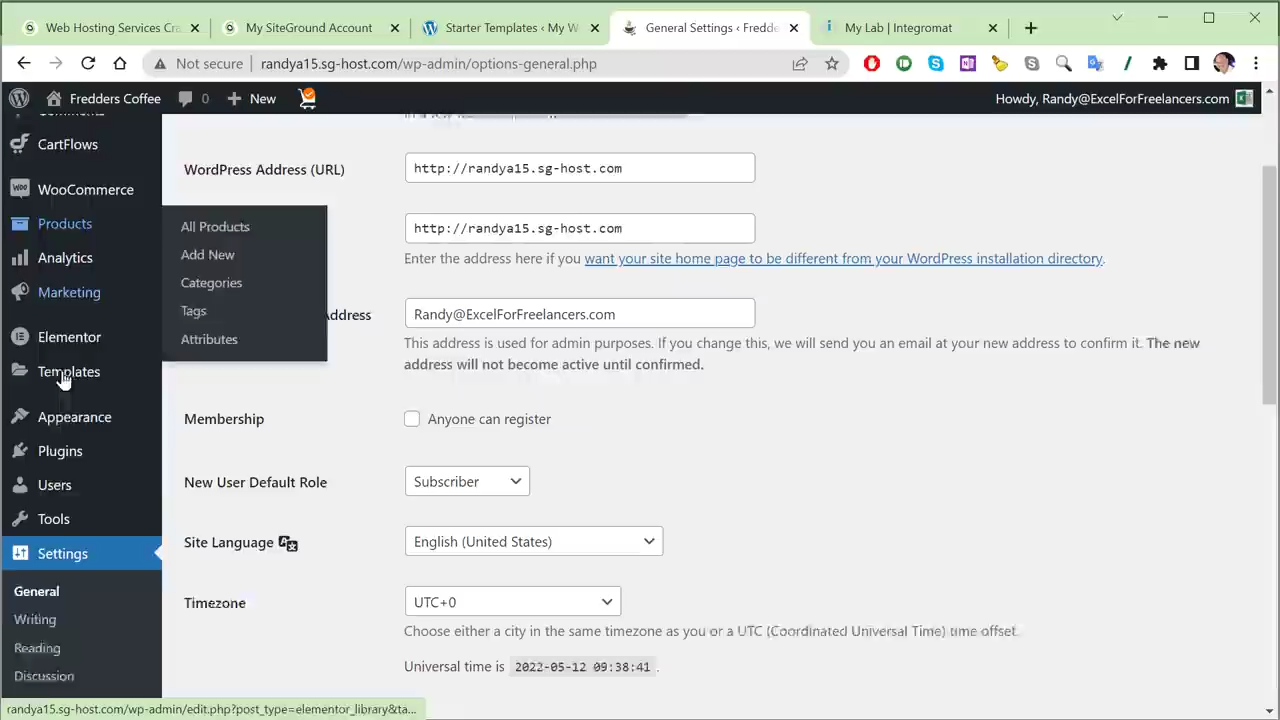 Web Hosting Services Cra
My SiteGround Account
Starter Templates ‹ My W
General Settings ‹ Fredde
My Lab | Integromat
Not secure
randya15.sg-host.com/wp-admin/options-general.php
Fredders Coffee
0
New
Howdy, Randy@ExcelForFreelancers.com
Comments
CartFlows
WooCommerce
Products
Analytics
Marketing
Elementor
Templates
Appearance
Plugins
Users
Tools
Settings
General
Writing
Reading
Discussion
All Products
Add New
Categories
Tags
Attributes
WordPress Address (URL)
http://randya15.sg-host.com
http://randya15.sg-host.com
Enter the address here if you want your site home page to be different from your WordPress installation directory.
Address
Randy@ExcelForFreelancers.com
This address is used for admin purposes. If you change this, we will send you an email at your new address to confirm it. The new
address will not become active until confirmed.
Membership
Anyone can register
New User Default Role
Subscriber
Site Language
English (United States)
Timezone
UTC+0
Choose either a city in the same timezone as you or a UTC (Coordinated Universal Time) time offset.
Universal time is 2022-05-12 09:38:41 .
randya15.sg-host.com/wp-admin/edit.php?post_type=elementor_library&ta...